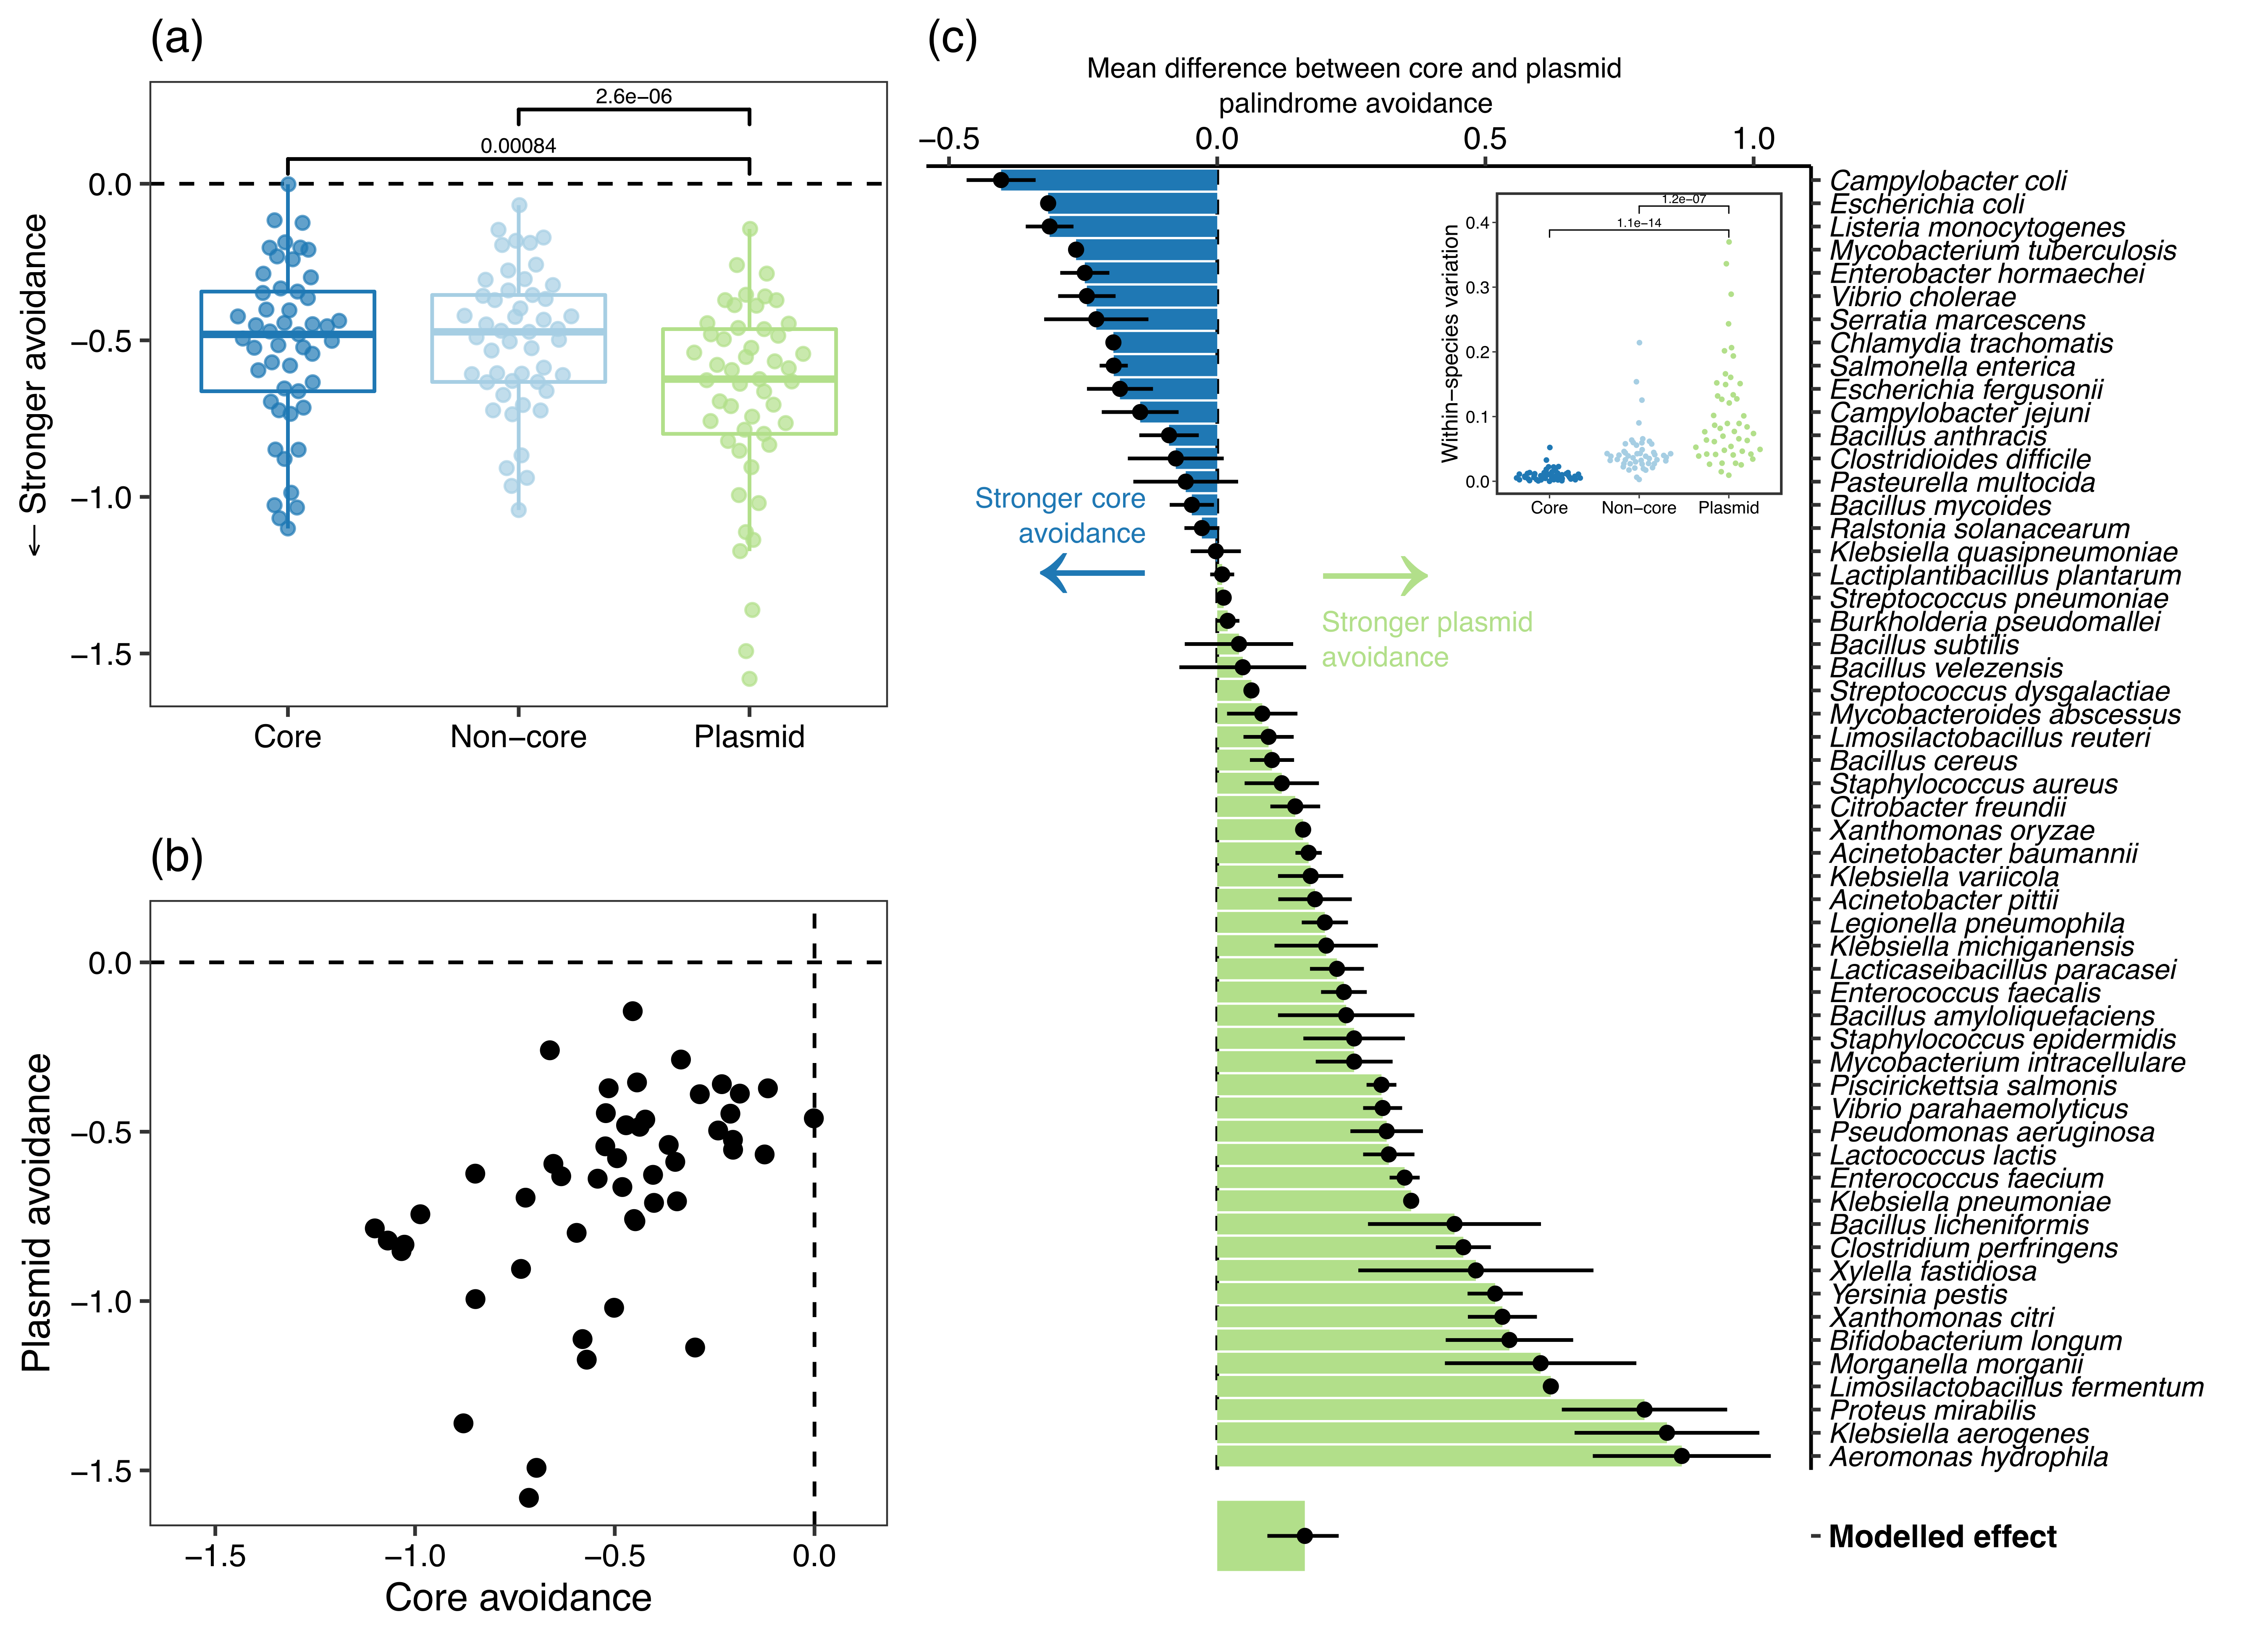 (a)
2.6e−06
0.00084
0.0
−0.5
−1.0
−1.5
← Stronger avoidance
Core
Non−core
Plasmid
(b)
0.0
−0.5
−1.0
−1.5
Plasmid avoidance
−1.5
−1.0
−0.5
0.0
Core avoidance
(c)
Mean difference between core and plasmid
palindrome avoidance
−0.5
0.0
0.5
1.0
Campylobacter coli
Escherichia coli
Listeria monocytogenes
Mycobacterium tuberculosis
Enterobacter hormaechei
Vibrio cholerae
Serratia marcescens
Chlamydia trachomatis
Salmonella enterica
Escherichia fergusonii
Campylobacter jejuni
Bacillus anthracis
Clostridioides difficile
Pasteurella multocida
Bacillus mycoides
Ralstonia solanacearum
Klebsiella quasipneumoniae
Lactiplantibacillus plantarum
Streptococcus pneumoniae
Burkholderia pseudomallei
Bacillus subtilis
Bacillus velezensis
Streptococcus dysgalactiae
Mycobacteroides abscessus
Limosilactobacillus reuteri
Bacillus cereus
Staphylococcus aureus
Citrobacter freundii
Xanthomonas oryzae
Acinetobacter baumannii
Klebsiella variicola
Acinetobacter pittii
Legionella pneumophila
Klebsiella michiganensis
Lacticaseibacillus paracasei
Enterococcus faecalis
Bacillus amyloliquefaciens
Staphylococcus epidermidis
Mycobacterium intracellulare
Piscirickettsia salmonis
Vibrio parahaemolyticus
Pseudomonas aeruginosa
Lactococcus lactis
Enterococcus faecium
Klebsiella pneumoniae
Bacillus licheniformis
Clostridium perfringens
Xylella fastidiosa
Yersinia pestis
Xanthomonas citri
Bifidobacterium longum
Morganella morganii
Limosilactobacillus fermentum
Proteus mirabilis
Klebsiella aerogenes
Aeromonas hydrophila
Modelled effect
Stronger core
avoidance
Stronger plasmid
avoidance
1.2e−07
1.1e−14
0.4
0.3
0.2
0.1
0.0
Within−species variation
Core
Non−core
Plasmid